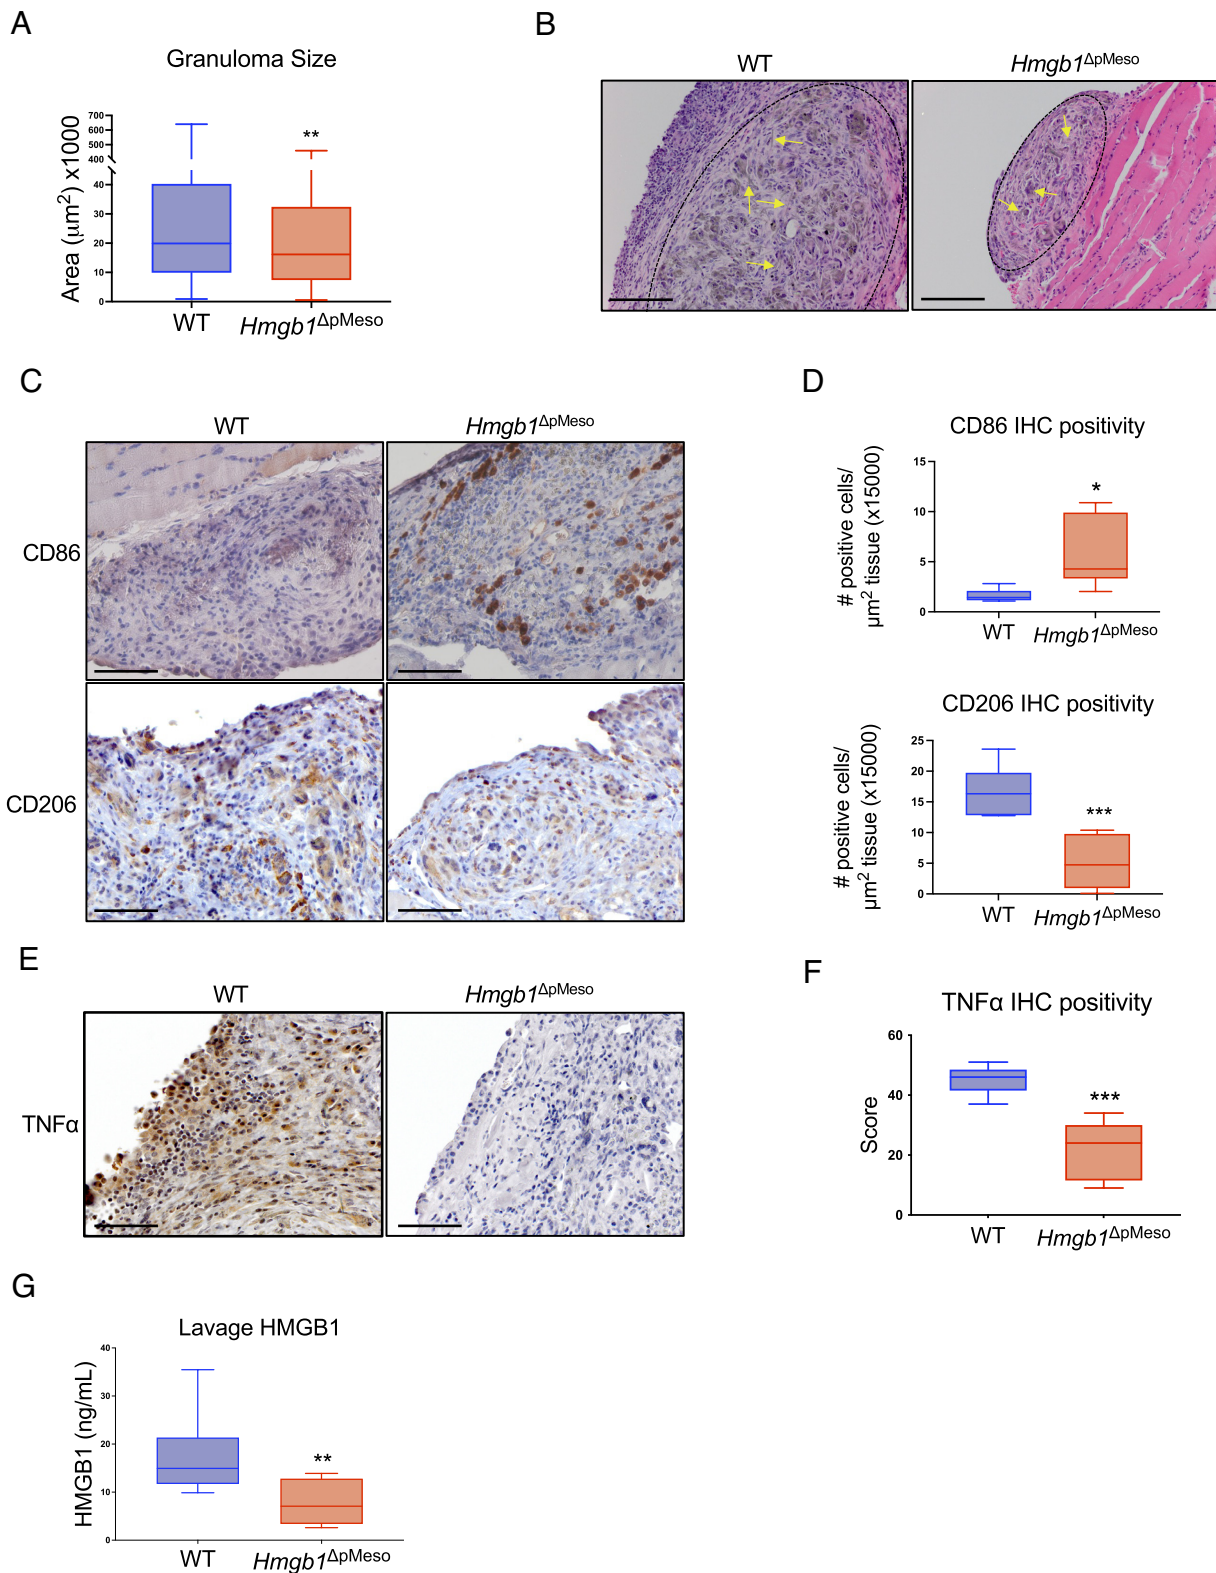 A
Granuloma Size
Area (μm²) x1000
700
600
500
400
40
30
20
10
0
**
WT
Hmgb1ΔpMeso
B
WT
Hmgb1ΔpMeso
C
WT
Hmgb1ΔpMeso
CD86
CD206
D
CD86 IHC positivity
# positive cells/
μm² tissue (x15000)
15
10
5
0
*
WT
Hmgb1ΔpMeso
CD206 IHC positivity
# positive cells/
μm² tissue (x15000)
25
20
15
10
5
0
***
WT
Hmgb1ΔpMeso
E
WT
Hmgb1ΔpMeso
TNFα
F
TNFα IHC positivity
Score
60
40
20
0
***
WT
Hmgb1ΔpMeso
G
Lavage HMGB1
HMGB1 (ng/mL)
40
30
20
10
0
**
WT
Hmgb1ΔpMeso